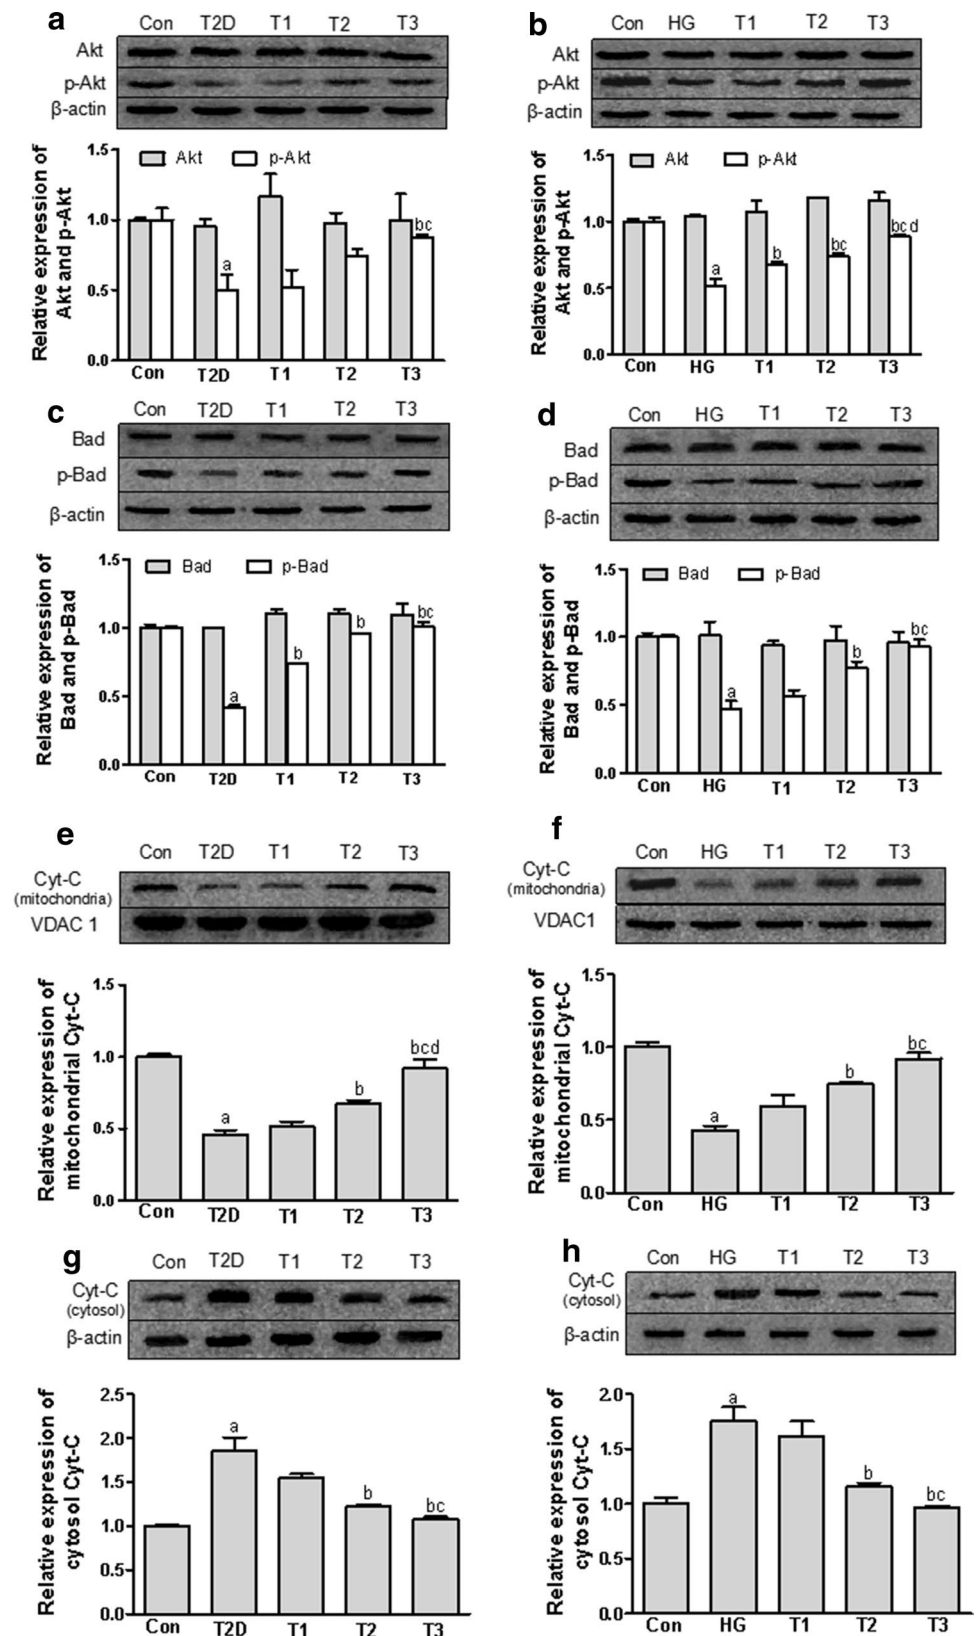 a
Con T2D T1 T2 T3
Akt
p-Akt
β-actin
Relative expression of
Akt and p-Akt
1.5
1.0
0.5
0.0
Akt p-Akt
a
bc
Con T2D T1 T2 T3
b
Con HG T1 T2 T3
Akt
p-Akt
β-actin
Relative expression of
Akt and p-Akt
1.5
1.0
0.5
0.0
Akt p-Akt
a
b
bc
bcd
Con HG T1 T2 T3
c
Con T2D T1 T2 T3
Bad
p-Bad
β-actin
Relative expression of
Bad and p-Bad
1.5
1.0
0.5
0.0
Bad p-Bad
a
b
b
bc
Con T2D T1 T2 T3
d
Con HG T1 T2 T3
Bad
p-Bad
β-actin
Relative expression of
Bad and p-Bad
1.5
1.0
0.5
0.0
Bad p-Bad
a
b
bc
Con HG T1 T2 T3
e
Con T2D T1 T2 T3
Cyt-C
(mitochondria)
VDAC 1
Relative expression of
mitochondrial Cyt-C
1.5
1.0
0.5
0.0
a
b
bcd
Con T2D T1 T2 T3
f
Con HG T1 T2 T3
Cyt-C
(mitochondria)
VDAC1
Relative expression of
mitochondrial Cyt-C
1.5
1.0
0.5
0.0
a
b
bc
Con HG T1 T2 T3
g
Con T2D T1 T2 T3
Cyt-C
(cytosol)
β-actin
Relative expression of
cytosol Cyt-C
2.5
2.0
1.5
1.0
0.5
0.0
a
b
bc
Con T2D T1 T2 T3
h
Con HG T1 T2 T3
Cyt-C
(cytosol)
β-actin
Relative expression of
cytosol Cyt-C
2.0
1.5
1.0
0.5
0.0
a
b
bc
Con HG T1 T2 T3